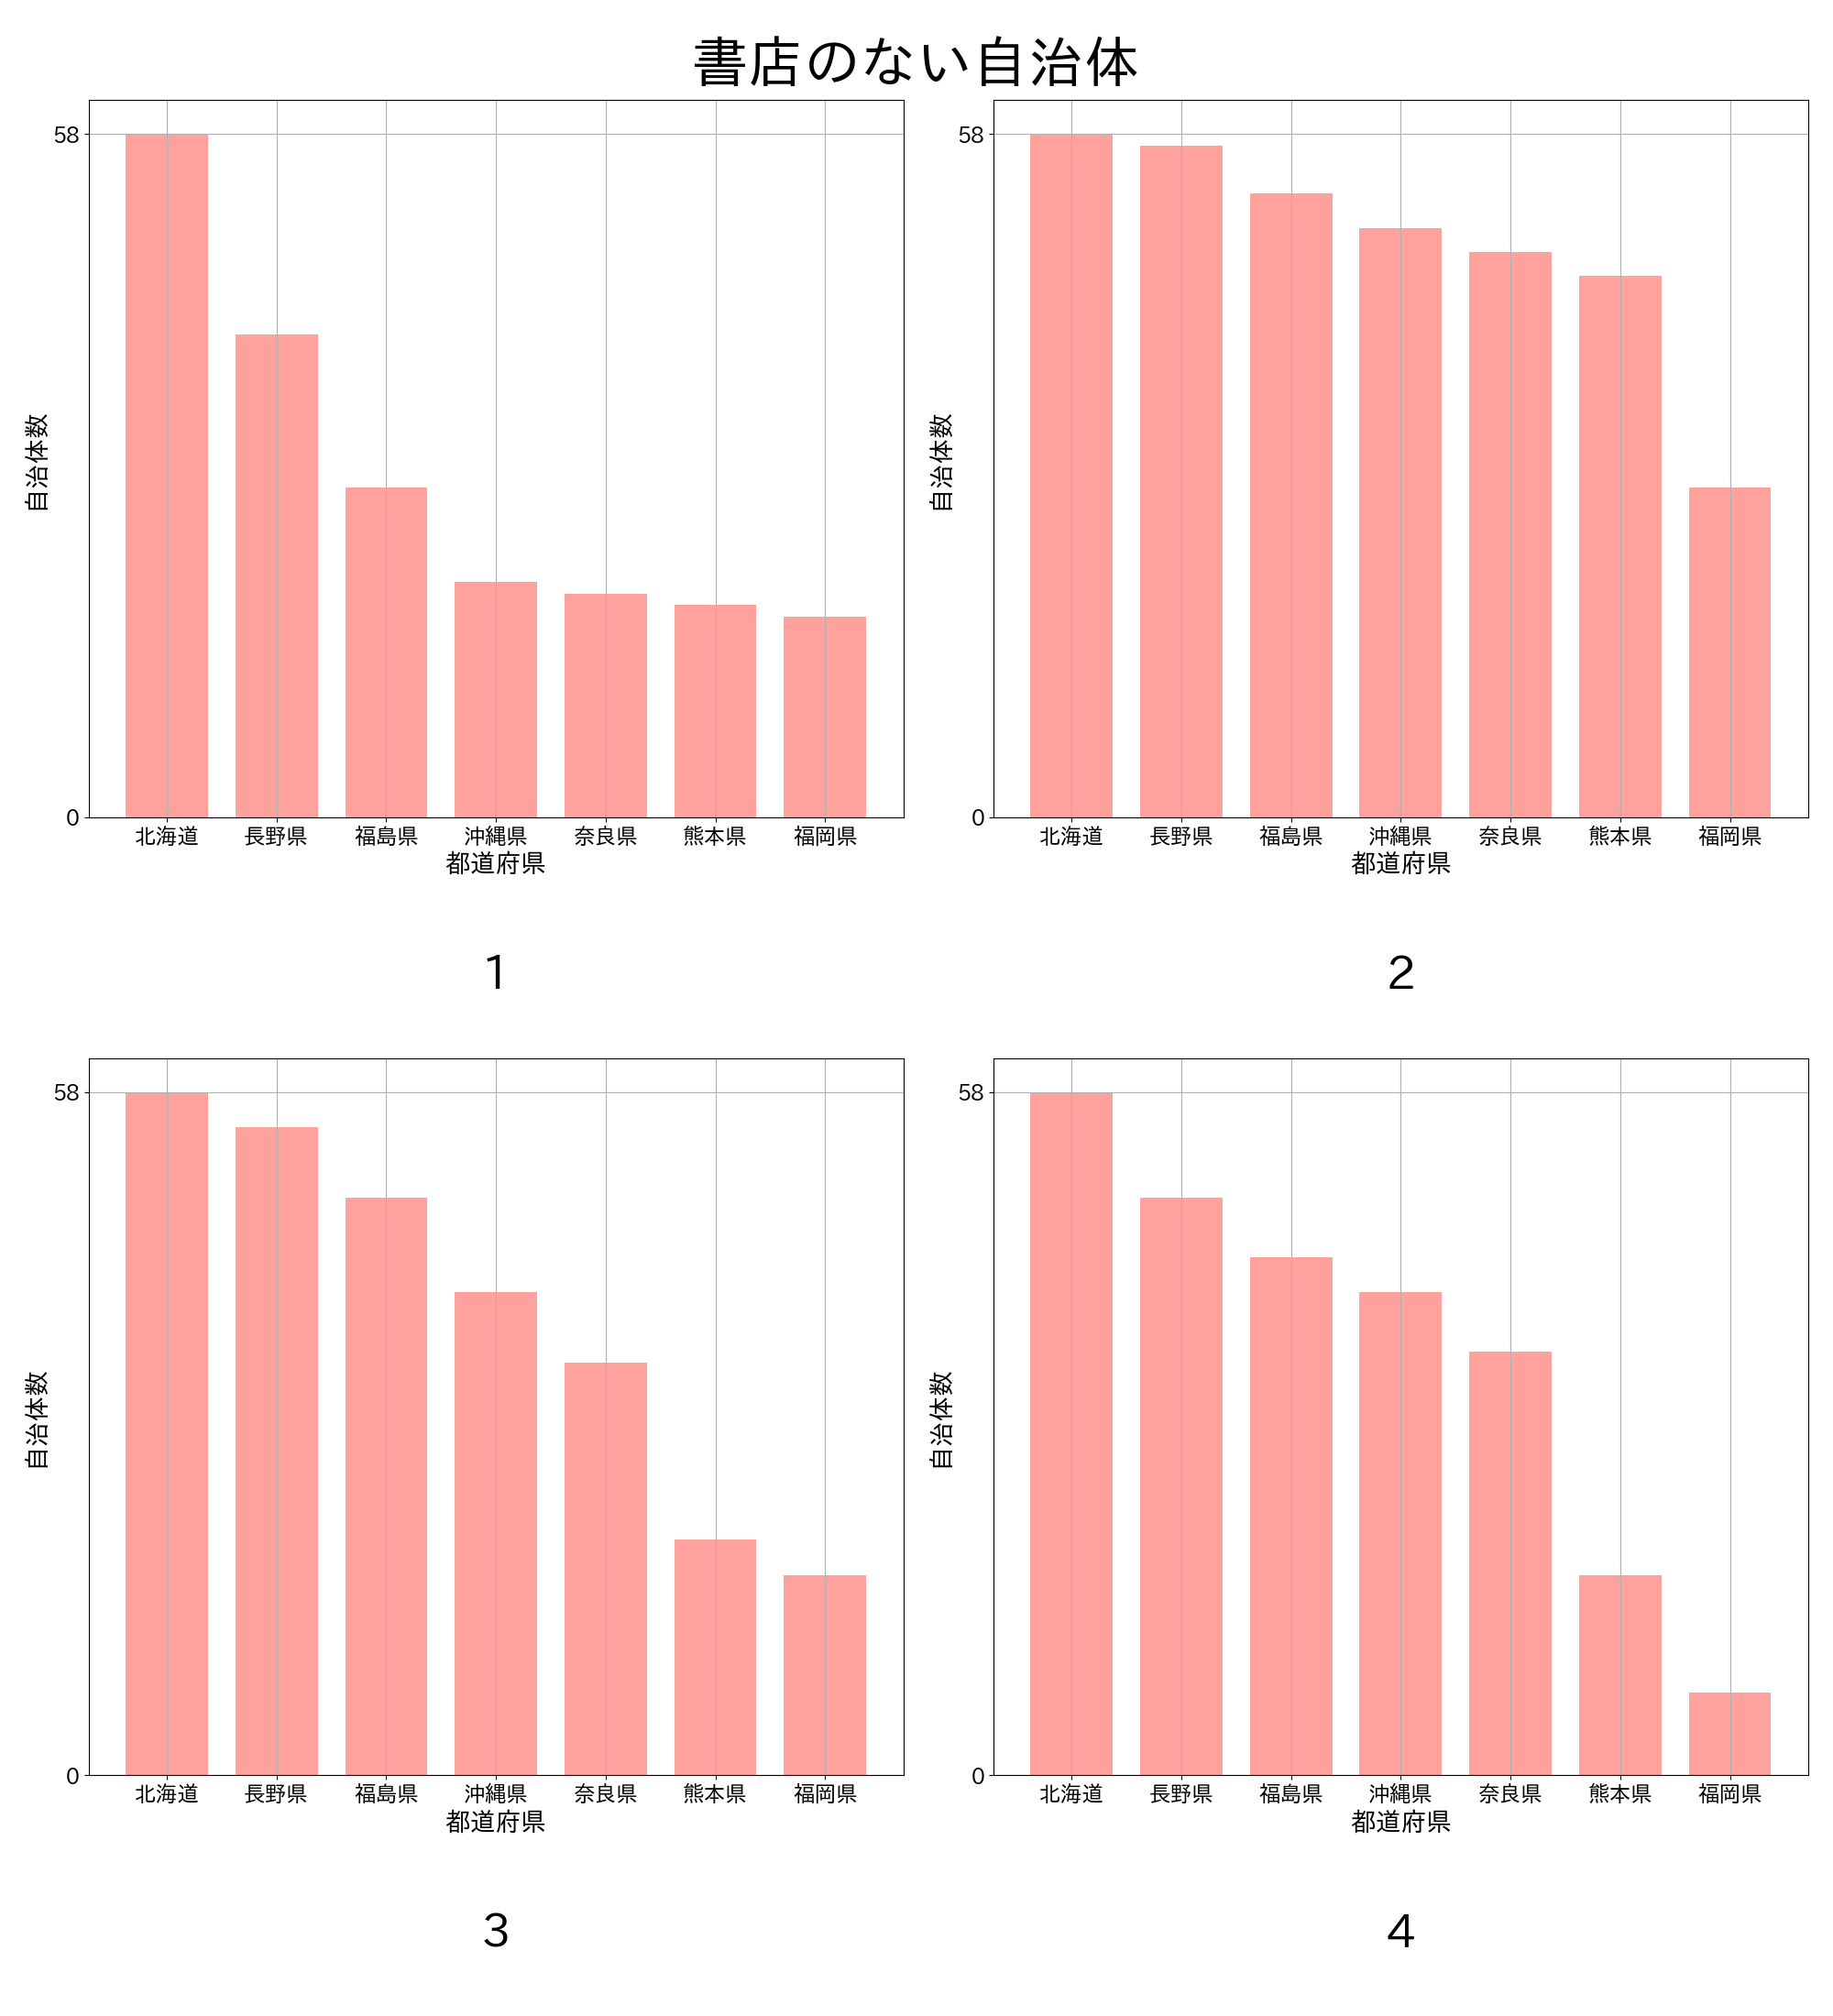 書店のない自治体
58
0
自治体数
北海道 長野県 福島県 沖縄県 奈良県 熊本県 福岡県
都道府県
1
58
0
自治体数
北海道 長野県 福島県 沖縄県 奈良県 熊本県 福岡県
都道府県
2
58
0
自治体数
北海道 長野県 福島県 沖縄県 奈良県 熊本県 福岡県
都道府県
3
58
0
自治体数
北海道 長野県 福島県 沖縄県 奈良県 熊本県 福岡県
都道府県
4